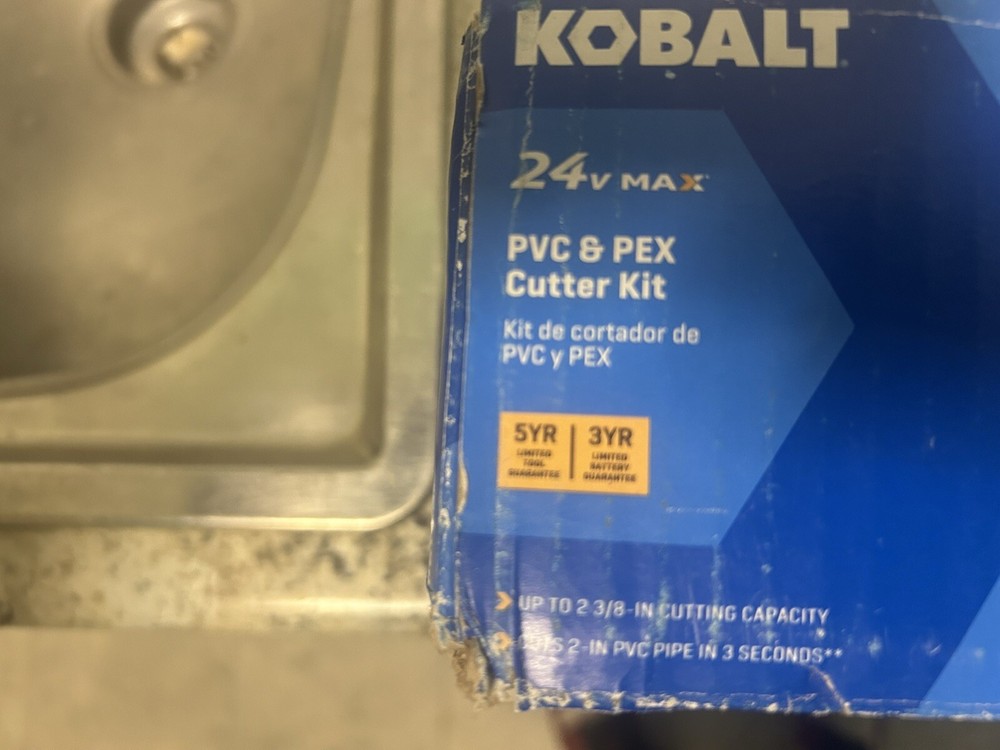 KOBALT
24V MAX
PVC & PEX
Cutter Kit
Kit de cortador de
PVC y PEX
5YR | 3YR
LIMITED TOOL GUARANTEE | LIMITED BATTERY GUARANTEE
UP TO 2 3/8-IN CUTTING CAPACITY
2-IN PVC PIPE IN 3 SECONDS**